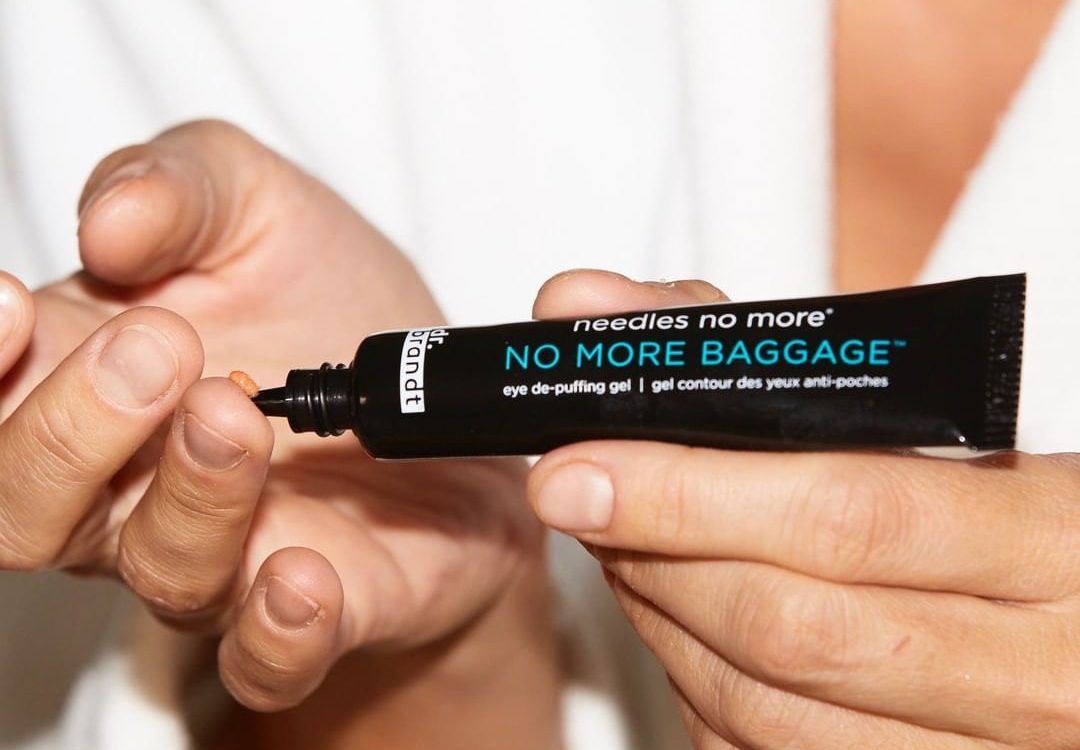 dr.
brandt
needles no more*
NO MORE BAGGAGE™
eye de-puffing gel | gel contour des yeux anti-poches